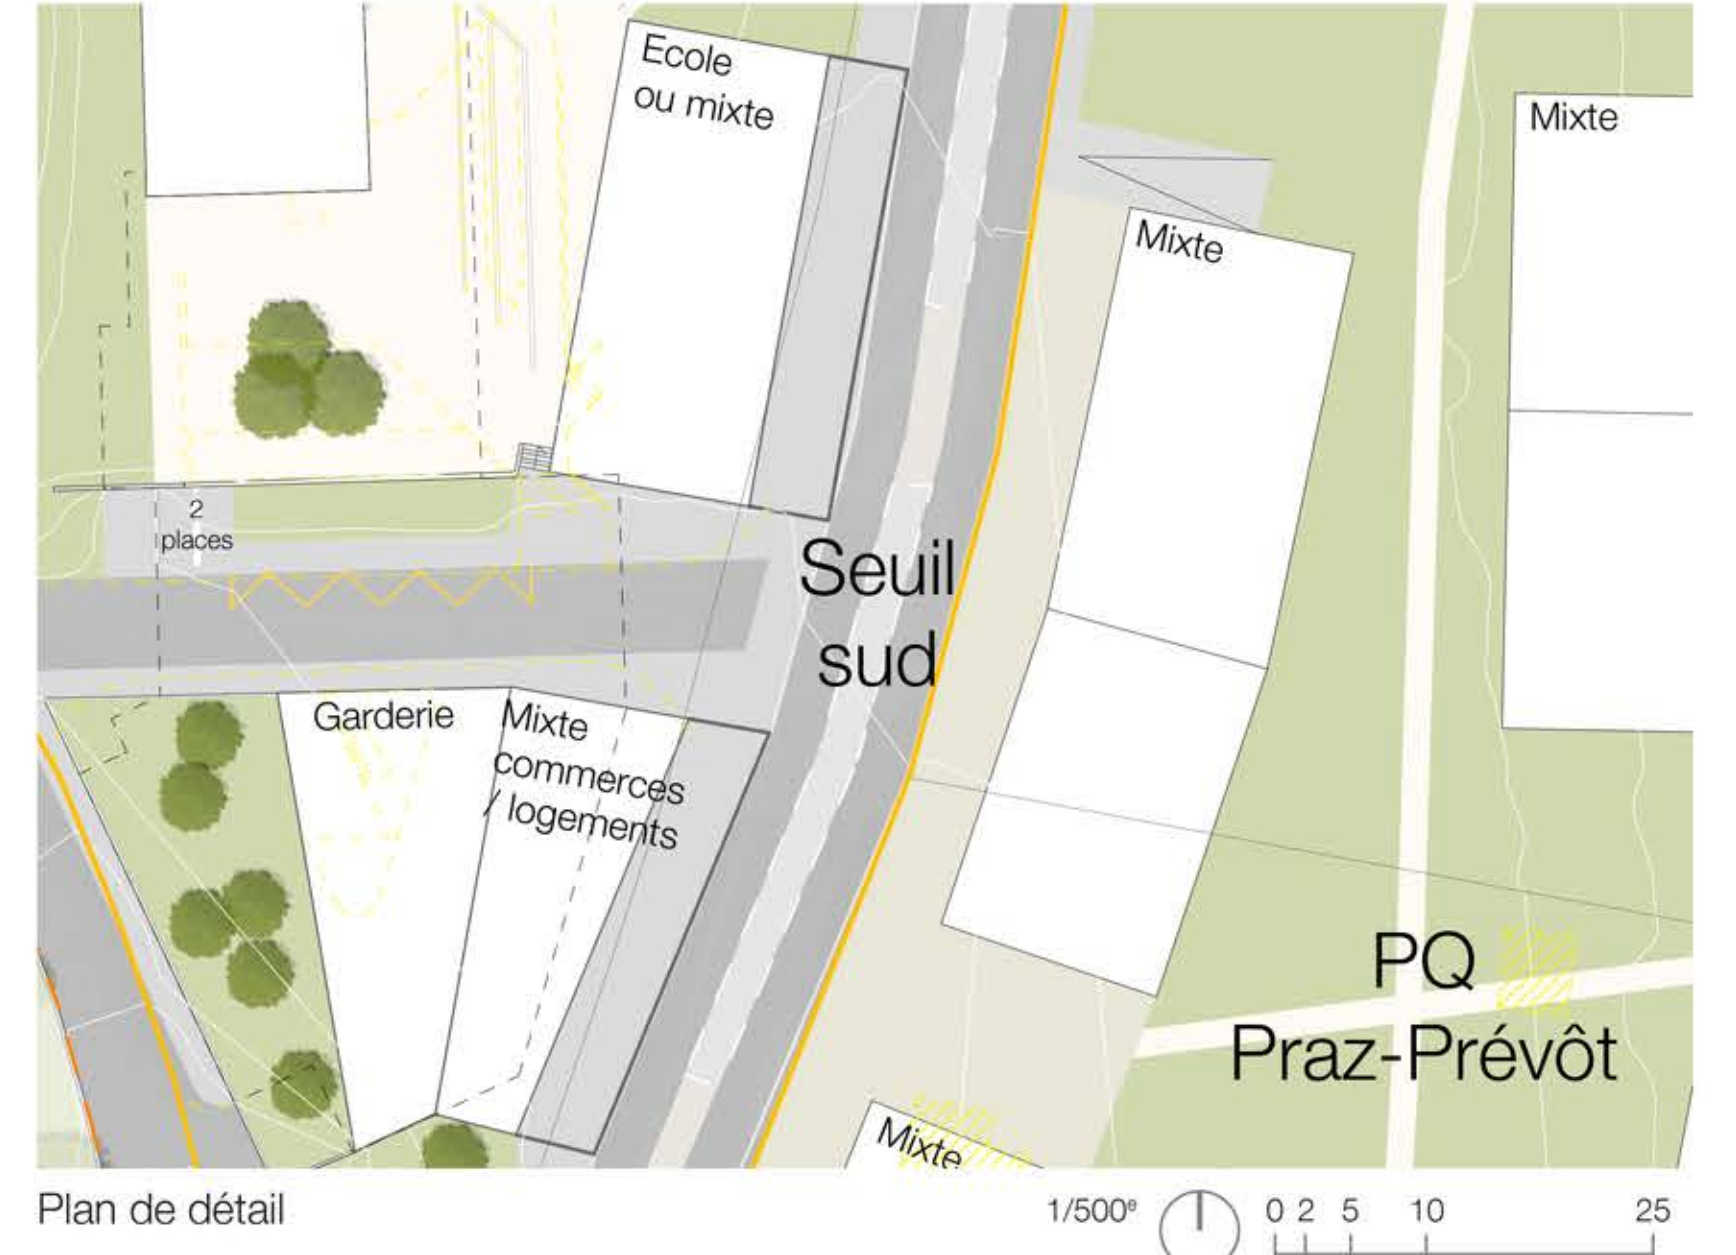 Ecole
ou mixte
Mixte
Mixte
2
places
Seuil
sud
Garderie
Mixte
commerces
/ logements
PQ
Praz-Prévôt
Mixte
Plan de détail
1/500e
0 2 5 10 25